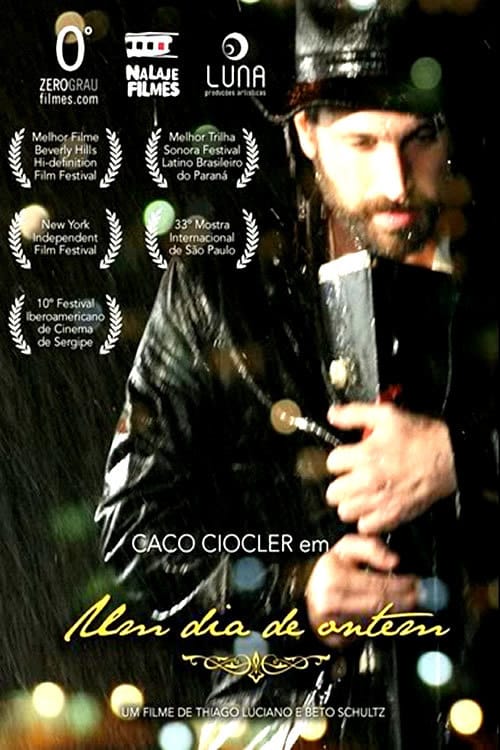 0°
ZEROGRAU
filmes.com
NALAJE
FILMES
LUNA
produções artísticas
Melhor Filme
Beverly Hills
Hi-definition
Film Festival
Melhor Trilha
Sonora Festival
Latino Brasileiro
do Paraná
New York
Independent
Film Festival
33º Mostra
Internacional
de São Paulo
10º Festival
Iberoamericano
de Cinema
de Sergipe
CACO CIOCLER em
Um dia de ontem
UM FILME DE THIAGO LUCIANO E BETO SCHULTZ